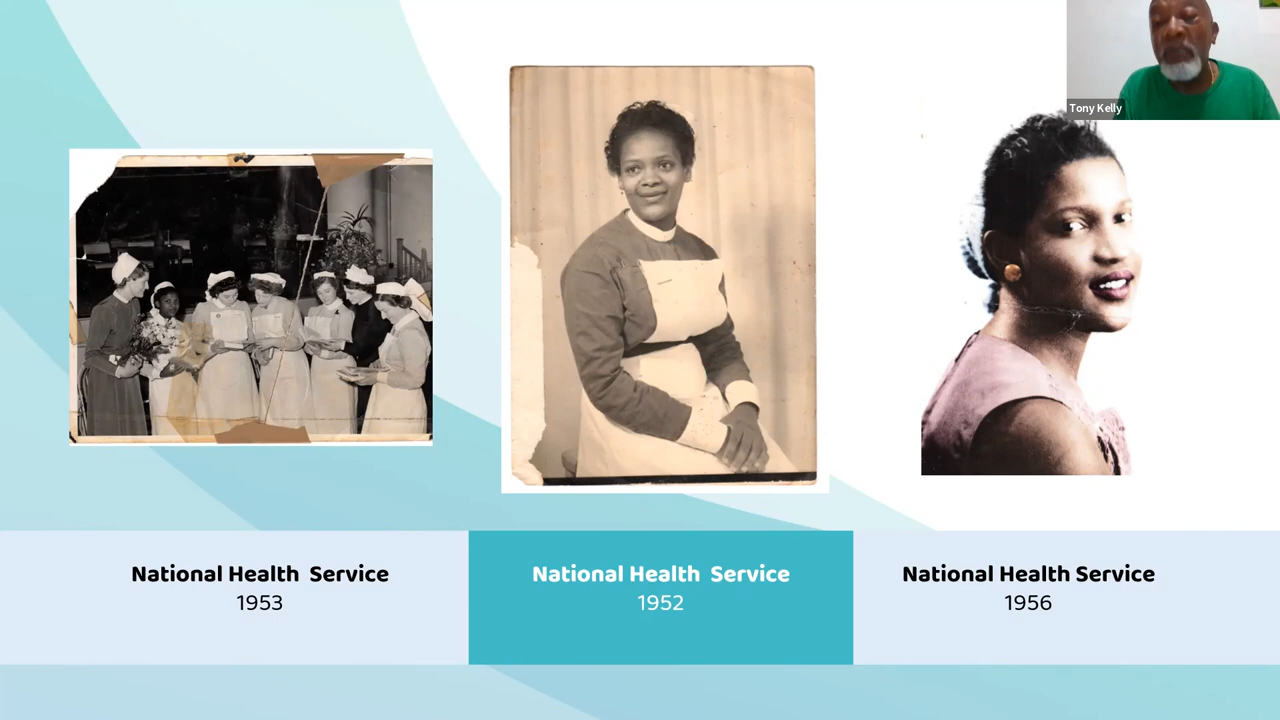 Tony Kelly
National Health Service
1953
National Health Service
1952
National Health Service
1956